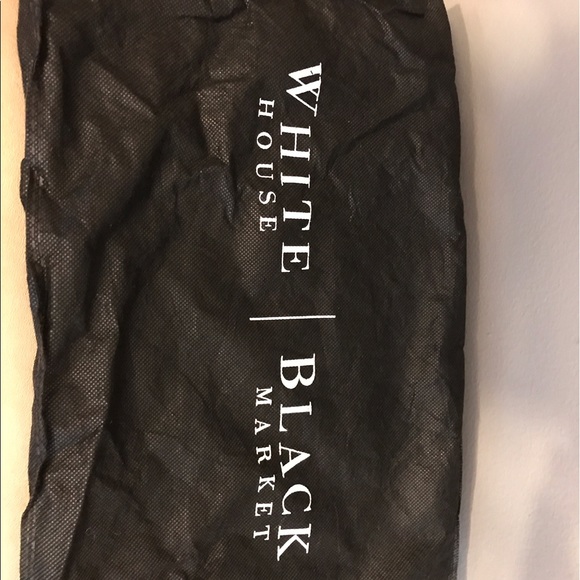 WHITE | BLACK
HOUSE MARKET